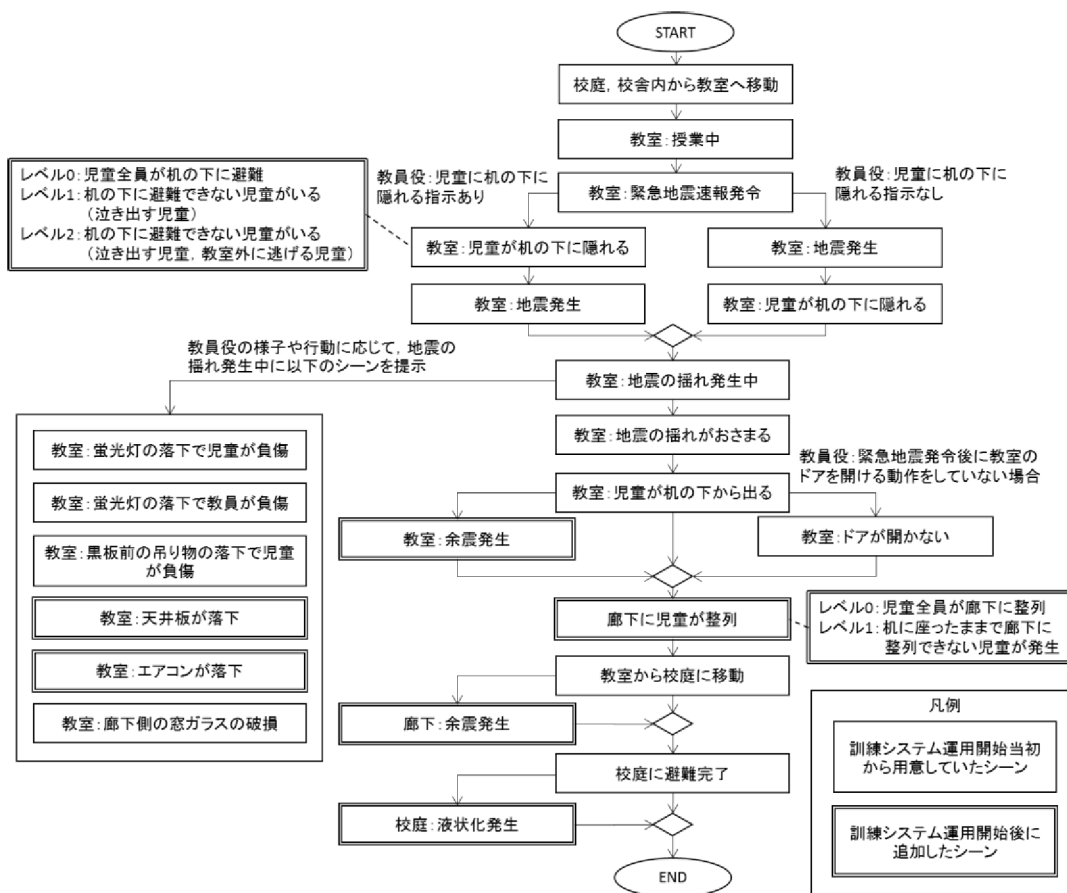 START
校庭，校舎内から教室へ移動
教室：授業中
レベル0：児童全員が机の下に避難
レベル1：机の下に避難できない児童がいる
（泣き出す児童）
レベル2：机の下に避難できない児童がいる
（泣き出す児童，教室外に逃げる児童）
教員役：児童に机の下に
隠れる指示あり
教室：緊急地震速報発令
教員役：児童に机の下に
隠れる指示なし
教室：児童が机の下に隠れる
教室：地震発生
教室：地震発生
教室：児童が机の下に隠れる
教員役の様子や行動に応じて，地震の
揺れ発生中に以下のシーンを提示
教室：地震の揺れ発生中
教室：蛍光灯の落下で児童が負傷
教室：蛍光灯の落下で教員が負傷
教室：黒板前の吊り物の落下で児童
が負傷
教室：天井板が落下
教室：エアコンが落下
教室：廊下側の窓ガラスの破損
教室：地震の揺れがおさまる
教員役：緊急地震発令後に教室の
ドアを開ける動作をしていない場合
教室：児童が机の下から出る
教室：余震発生
教室：ドアが開かない
廊下に児童が整列
レベル0：児童全員が廊下に整列
レベル1：机に座ったままで廊下に
整列できない児童が発生
教室から校庭に移動
廊下：余震発生
校庭に避難完了
校庭：液状化発生
END
凡例
訓練システム運用開始当初
から用意していたシーン
訓練システム運用開始後に
追加したシーン